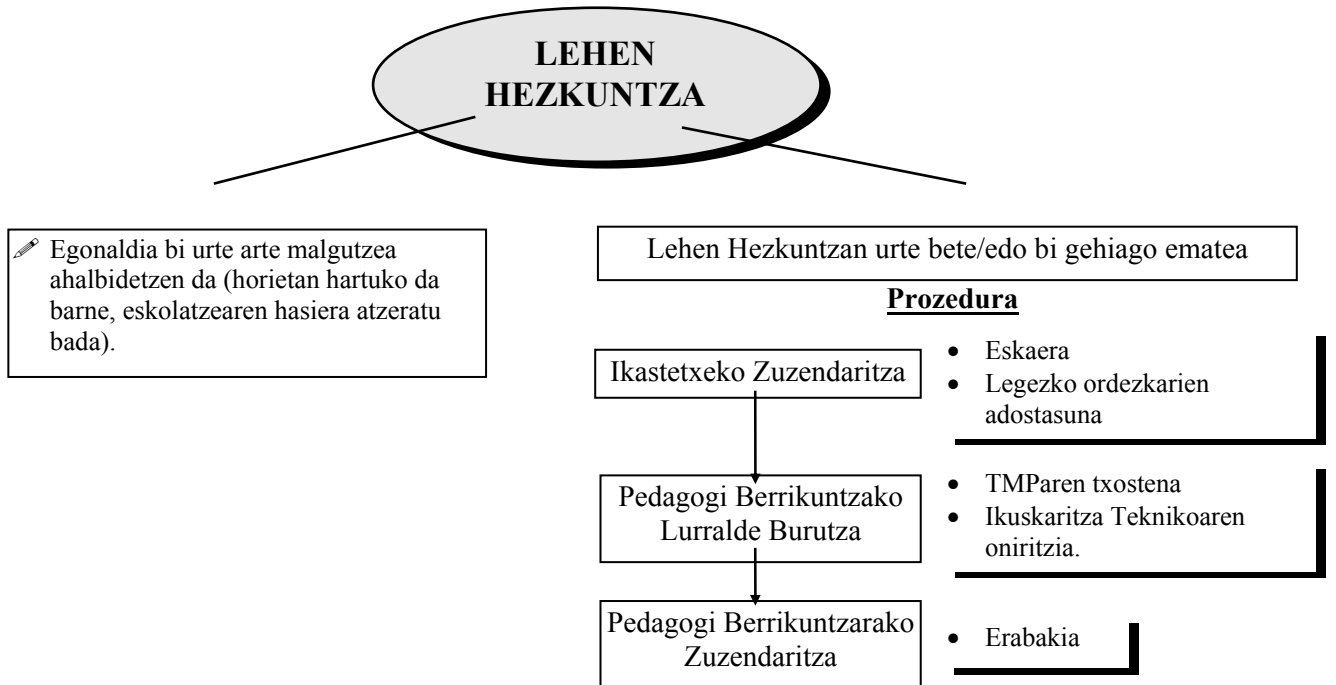 LEHEN
HEZKUNTZA
Egonaldia bi urte arte malgutzea
ahalbidetzen da (horietan hartuko da
barne, eskolatzearen hasiera atzeratu
bada).
Lehen Hezkuntzan urte bete/edo bi gehiago ematea
Prozedura
Ikastetxeko Zuzendaritza
• Eskaera
• Legezko ordezkarien
adostasuna
Pedagogi Berrikuntzako
Lurralde Burutza
• TMParen txostena
• Ikuskaritza Teknikoaren
oniritzia.
Pedagogi Berrikuntzarako
Zuzendaritza
• Erabakia